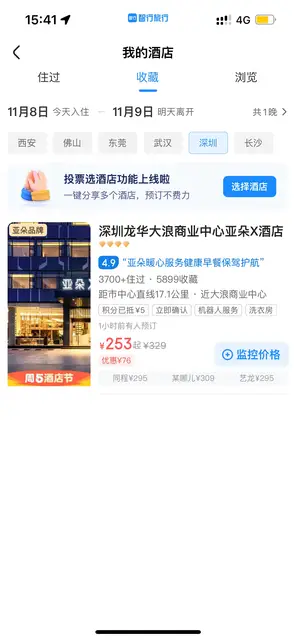 15:41
智行旅行
4G
我的酒店
住过
收藏
浏览
11月8日 今天入住 — 11月9日 明天离开 共1晚
西安
佛山
东莞
武汉
深圳
长沙
投票选酒店功能上线啦
一键分享多个酒店，预订不费力
选择酒店
亚朵品牌
深圳龙华大浪商业中心亚朵X酒店
4.9 “亚朵暖心服务健康早餐保驾护航”
3700+住过 · 5899收藏
距市中心直线17.1公里 · 近大浪商业中心
积分已抵¥5
立即确认
机器人服务
洗衣房
1小时前有人预订
¥253起 ¥329
优惠¥76
监控价格
同程¥295
某哪儿¥309
艺龙¥295
亚朵X
周5酒店节